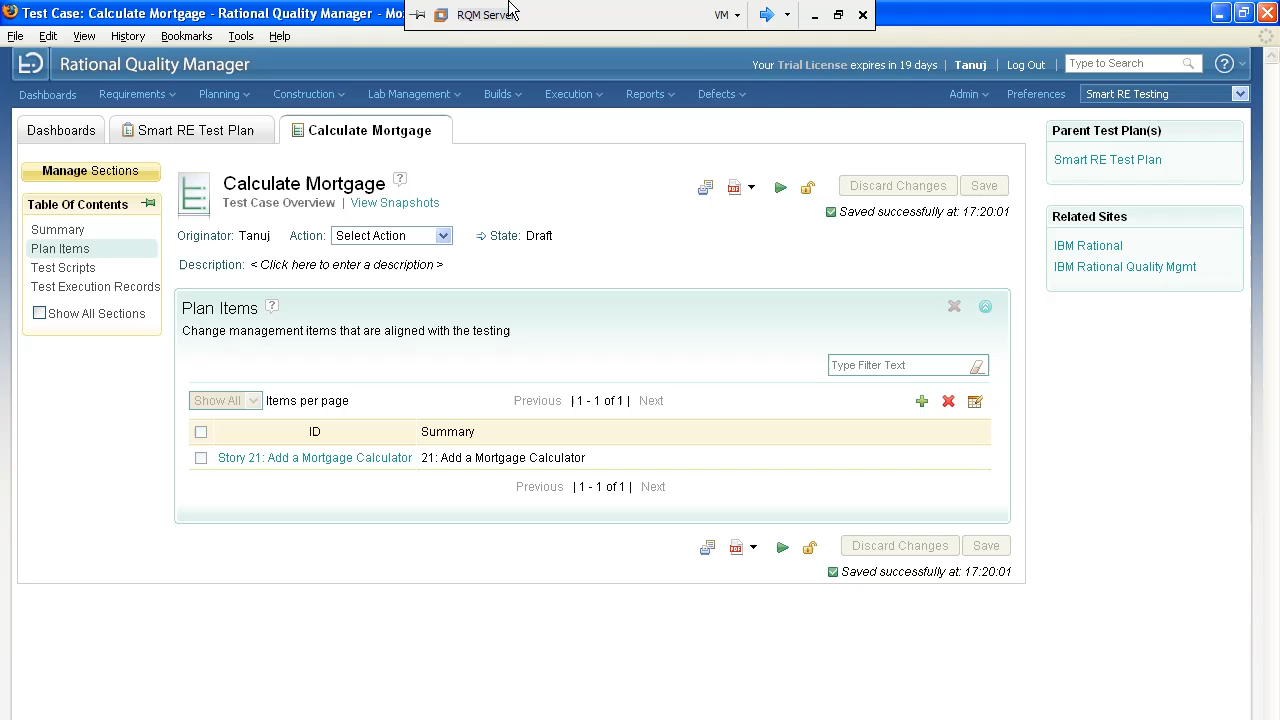 Test Case: Calculate Mortgage - Rational Quality Manager - Mo
RQM Server
VM
File Edit View History Bookmarks Tools Help
Rational Quality Manager
Your Trial License expires in 19 days | Tanuj | Log Out |
Type to Search
Dashboards Requirements Planning Construction Lab Management Builds Execution Reports Defects
Admin Preferences Smart RE Testing
Dashboards
Smart RE Test Plan
Calculate Mortgage
Manage Sections
Table Of Contents
Summary
Plan Items
Test Scripts
Test Execution Records
Show All Sections
Calculate Mortgage ?
Test Case Overview | View Snapshots
Discard Changes Save
Saved successfully at: 17:20:01
Originator: Tanuj Action: Select Action State: Draft
Description: < Click here to enter a description >
Plan Items ?
Change management items that are aligned with the testing
Type Filter Text
Show All Items per page Previous | 1 - 1 of 1 | Next
ID Summary
Story 21: Add a Mortgage Calculator 21: Add a Mortgage Calculator
Previous | 1 - 1 of 1 | Next
Discard Changes Save
Saved successfully at: 17:20:01
Parent Test Plan(s)
Smart RE Test Plan
Related Sites
IBM Rational
IBM Rational Quality Mgmt